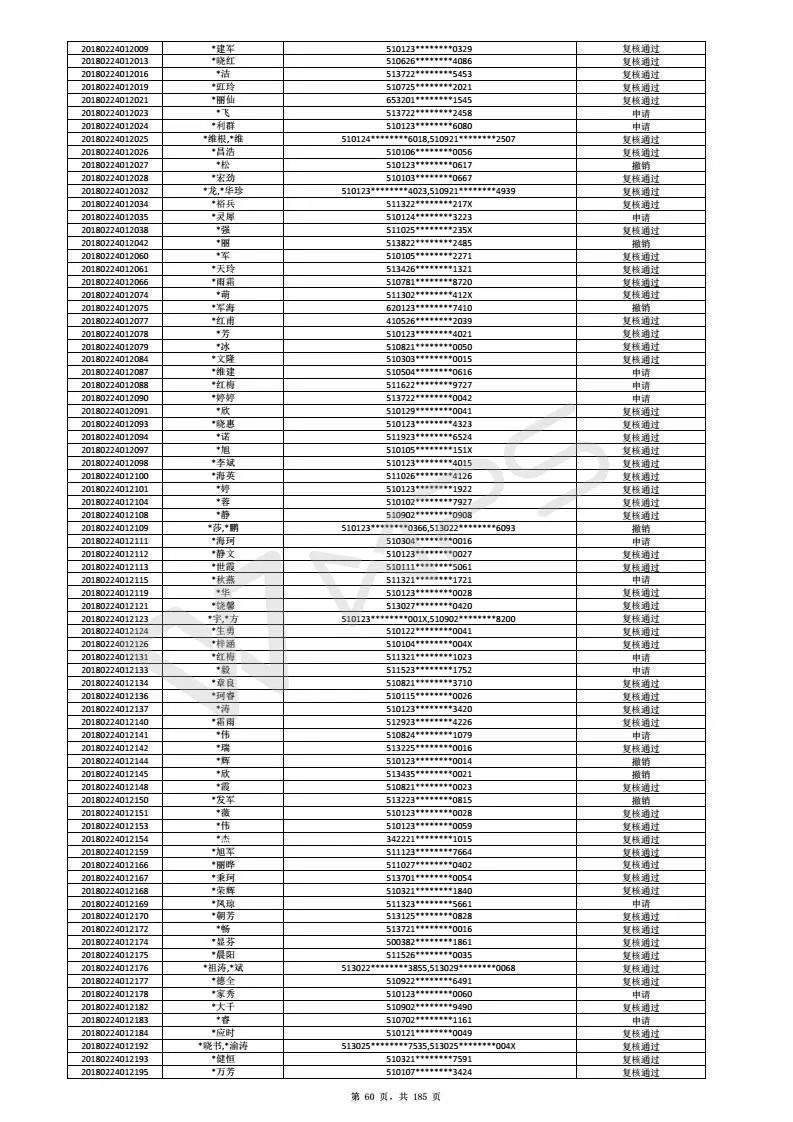 20180224012009 *建军 510123********0329 复核通过
20180224012013 *晓红 510626********4086 复核通过
20180224012016 *洁 513722********5453 复核通过
20180224012019 *虹玲 510725********2021 复核通过
20180224012021 *丽仙 653201********1545 复核通过
20180224012023 *飞 513722********2458 申请
20180224012024 *利群 510123********6080 申请
20180224012025 *维根,*维 510124********6018,510921********2507 复核通过
20180224012026 *昌浩 510106********0056 复核通过
20180224012027 *松 510123********0617 撤销
20180224012028 *宏劲 510103********0667 复核通过
20180224012032 *龙,*华珍 510123********4023,510921********4939 复核通过
20180224012034 *裕兵 511322********217X 复核通过
20180224012035 *灵犀 510124********3223 申请
20180224012038 *强 511025********235X 复核通过
20180224012042 *丽 513822********2485 撤销
20180224012060 *军 510105********2271 复核通过
20180224012061 *天玲 513426********1321 复核通过
20180224012066 *雨霜 510781********8720 复核通过
20180224012074 *萌 511302********412X 复核通过
20180224012075 *军海 620123********7410 撤销
20180224012077 *红甫 410526********2039 复核通过
20180224012078 *芳 510123********4021 复核通过
20180224012079 *冰 510821********0050 复核通过
20180224012084 *文隆 510303********0015 复核通过
20180224012087 *维建 510504********0616 申请
20180224012088 *红梅 511622********9727 申请
20180224012090 *婷婷 513722********0042 申请
20180224012091 *欣 510129********0041 复核通过
20180224012093 *晓惠 510123********4323 复核通过
20180224012094 *诺 511923********6524 复核通过
20180224012097 *旭 510105********151X 复核通过
20180224012098 *李斌 510123********4015 复核通过
20180224012100 *海英 511026********4126 复核通过
20180224012101 *婷 510123********1922 复核通过
20180224012104 *蓉 510102********7927 复核通过
20180224012108 *静 510902********0908 复核通过
20180224012109 *莎,*鹏 510123********0366,513022********6093 撤销
20180224012111 *海珂 510304********0016 申请
20180224012112 *静文 510123********0027 复核通过
20180224012113 *世霞 510111********5061 复核通过
20180224012115 *秋燕 511321********1721 申请
20180224012119 *华 510123********0028 复核通过
20180224012121 *饶馨 513027********0420 复核通过
20180224012123 *宇,*方 510123********001X,510902********8200 复核通过
20180224012124 *生勇 510122********0041 复核通过
20180224012126 *梓涵 510104********004X 复核通过
20180224012131 *红梅 511321********1023 申请
20180224012133 *毅 511523********1752 申请
20180224012134 *章良 510821********3710 复核通过
20180224012136 *珂睿 510115********0026 复核通过
20180224012137 *涛 510123********3420 复核通过
20180224012140 *霜雨 512923********4226 复核通过
20180224012141 *伟 510824********1079 申请
20180224012142 *瑞 513225********0016 复核通过
20180224012144 *辉 510123********0014 撤销
20180224012145 *欣 513435********0021 撤销
20180224012148 *霞 510821********0023 复核通过
20180224012150 *发军 513223********0815 撤销
20180224012151 *薇 510123********0028 复核通过
20180224012153 *伟 510123********0059 复核通过
20180224012154 *杰 342221********1015 复核通过
20180224012159 *旭军 511123********7664 复核通过
20180224012166 *丽晔 511027********0402 复核通过
20180224012167 *秉珂 513701********0054 复核通过
20180224012168 *荣辉 510321********1840 复核通过
20180224012169 *凤琼 511323********5661 申请
20180224012170 *朝芳 513125********0828 复核通过
20180224012172 *畅 513721********0016 复核通过
20180224012174 *显芬 500382********1861 复核通过
20180224012175 *晨阳 511526********0035 复核通过
20180224012176 *祖涛,*斌 513022********3855,513029********0068 复核通过
20180224012177 *德全 510922********6491 复核通过
20180224012178 *家秀 510123********0060 申请
20180224012182 *大千 510902********9490 复核通过
20180224012183 *睿 510702********1161 申请
20180224012184 *应时 510121********0049 复核通过
20180224012192 *晓书,*渝涛 513025********7535,513025********004X 复核通过
20180224012193 *健恒 510321********7591 复核通过
20180224012195 *万芳 510107********3424 复核通过
第 60 页，共 185 页